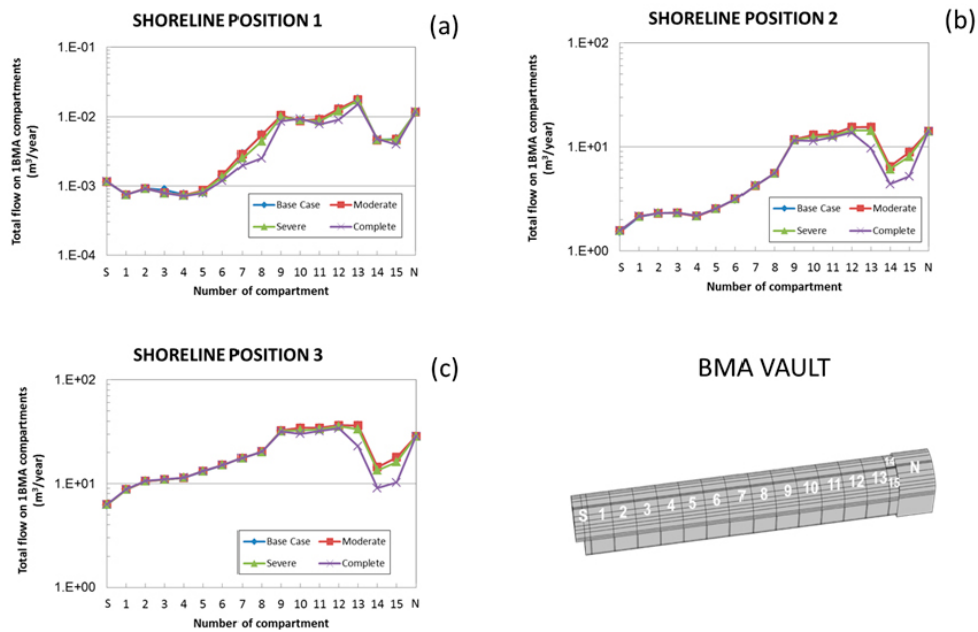 SHORELINE POSITION 1
(a)
Total flow on 1BMA compartments
(m³/year)
1.E-01
1.E-02
1.E-03
1.E-04
Base Case
Moderate
Severe
Complete
S 1 2 3 4 5 6 7 8 9 10 11 12 13 14 15 N
Number of compartment
SHORELINE POSITION 2
(b)
Total flow on 1BMA compartments
(m³/year)
1.E+02
1.E+01
1.E+00
Base Case
Moderate
Severe
Complete
S 1 2 3 4 5 6 7 8 9 10 11 12 13 14 15 N
Number of compartment
SHORELINE POSITION 3
(c)
Total flow on 1BMA compartments
(m³/year)
1.E+02
1.E+01
1.E+00
Base Case
Moderate
Severe
Complete
S 1 2 3 4 5 6 7 8 9 10 11 12 13 14 15 N
Number of compartment
BMA VAULT
S 1 2 3 4 5 6 7 8 9 10 11 12 13 14 15 N